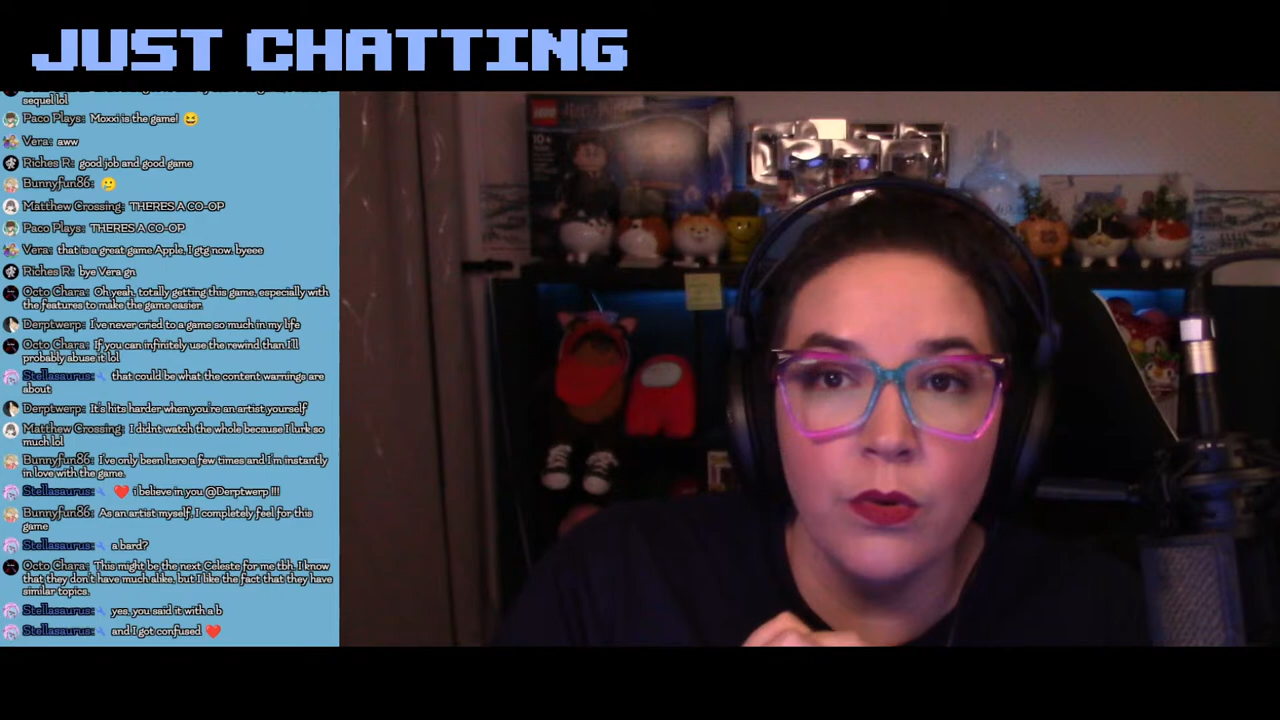 JUST CHATTING
sequel lol
Paco Plays: Moxxi is the game! 😆
Vera: aww
Riches R: good job and good game
Bunnyfun86: 🥲
Matthew Crossing: THERES A CO-OP
Paco Plays: THERES A CO-OP
Vera: that is a great game Apple, I gtg now. byeee
Riches R: bye Vera gn
Octo Chara: Oh yeah, totally getting this game, especially with
the features to make the game easier.
Derptwerp: I've never cried to a game so much in my life
Octo Chara: If you can infinitely use the rewind than I'll
probably abuse it lol
Stellasaurus: that could be what the content warnings are
about
Derptwerp: It's hits harder when you're an artist yourself
Matthew Crossing: I didnt watch the whole because I lurk so
much lol
Bunnyfun86: I've only been here a few times and I'm instantly
in love with the game.
Stellasaurus: ❤️ i believe in you @Derptwerp !!!
Bunnyfun86: As an artist myself, I completely feel for this
game
Stellasaurus: a bard?
Octo Chara: This might be the next Celeste for me tbh. I know
that they don't have much alike, but I like the fact that they have
similar topics.
Stellasaurus: yes, you said it with a b
Stellasaurus: and I got confused ❤️
LEGO
10+